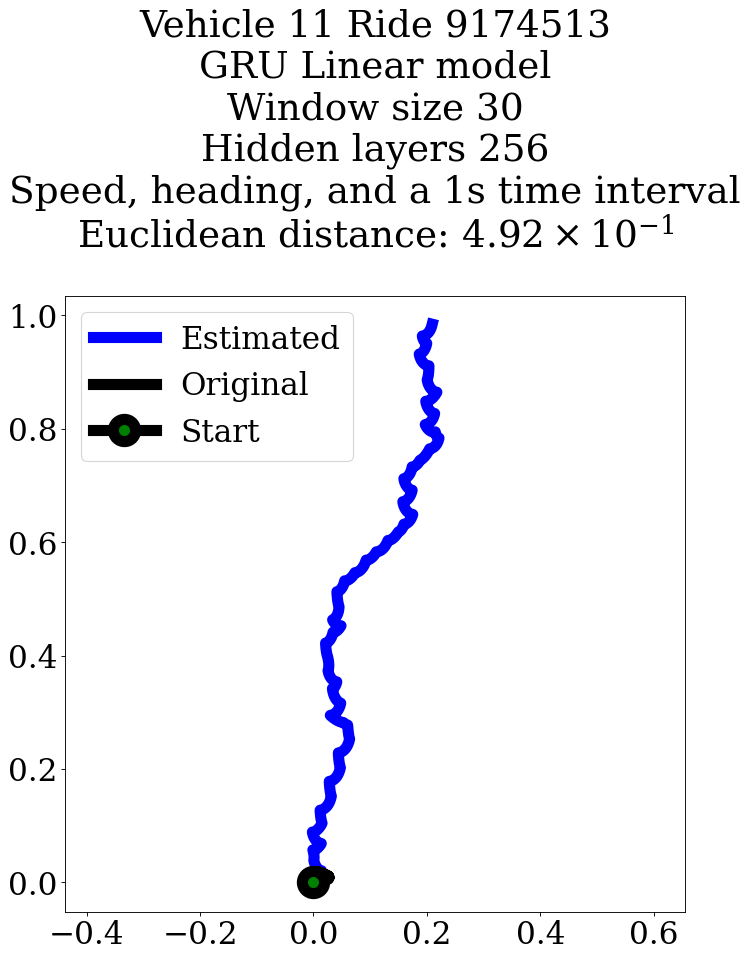 Vehicle 11 Ride 9174513
GRU Linear model
Window size 30
Hidden layers 256
Speed, heading, and a 1s time interval
Euclidean distance: 4.92 × 10⁻¹
1.0
Estimated
Original
Start
0.8
0.6
0.4
0.2
0.0
−0.4 −0.2 0.0 0.2 0.4 0.6